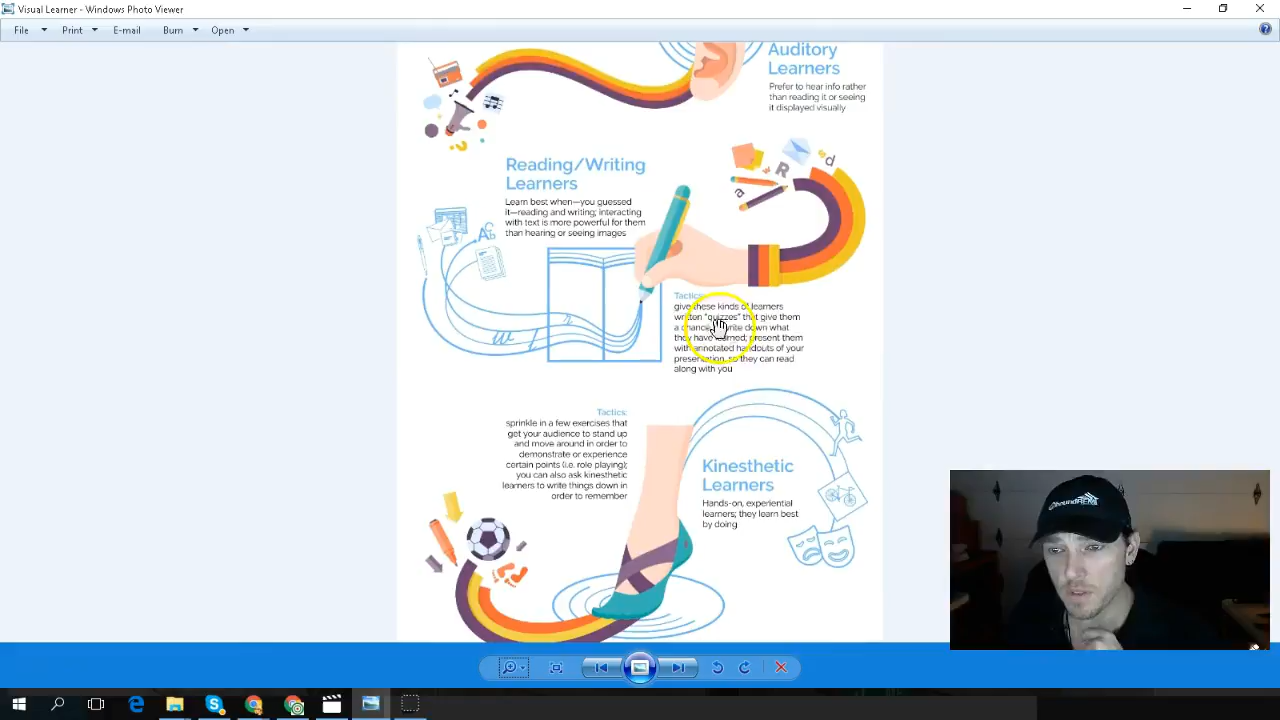 Visual Learner - Windows Photo Viewer
File Print E-mail Burn Open
Auditory
Learners
Prefer to hear info rather
than reading it or seeing
it displayed visually
Reading/Writing
Learners
Learn best when—you guessed
it—reading and writing; interacting
with text is more powerful for them
than hearing or seeing images
Tactics:
give these kinds of learners
written "quizzes" that give them
a chance to write down what
they have learned; present them
with annotated handouts of your
presentation, so they can read
along with you
Tactics:
sprinkle in a few exercises that
get your audience to stand up
and move around in order to
demonstrate or experience
certain points (i.e. role playing);
you can also ask kinesthetic
learners to write things down in
order to remember
Kinesthetic
Learners
Hands-on, experiential
learners; they learn best
by doing